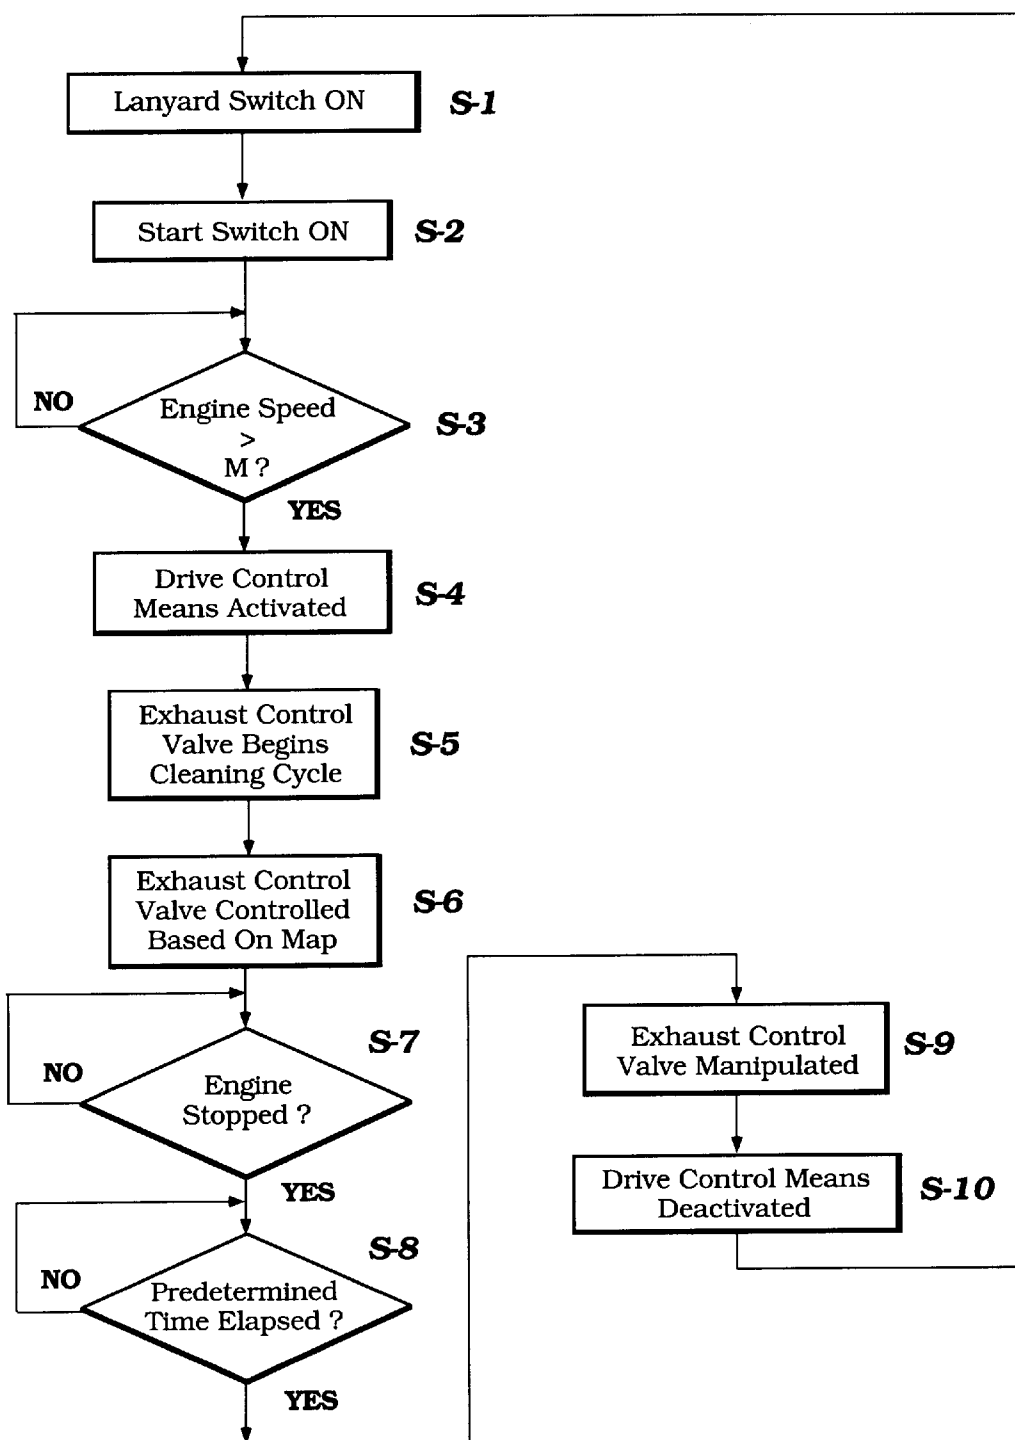 Lanyard Switch ON
S-1
Start Switch ON
S-2
NO
Engine Speed
>
M ?
S-3
YES
Drive Control
Means Activated
S-4
Exhaust Control
Valve Begins
Cleaning Cycle
S-5
Exhaust Control
Valve Controlled
Based On Map
S-6
S-7
NO
Engine
Stopped ?
YES
S-8
NO
Predetermined
Time Elapsed ?
YES
Exhaust Control
Valve Manipulated
S-9
Drive Control Means
Deactivated
S-10